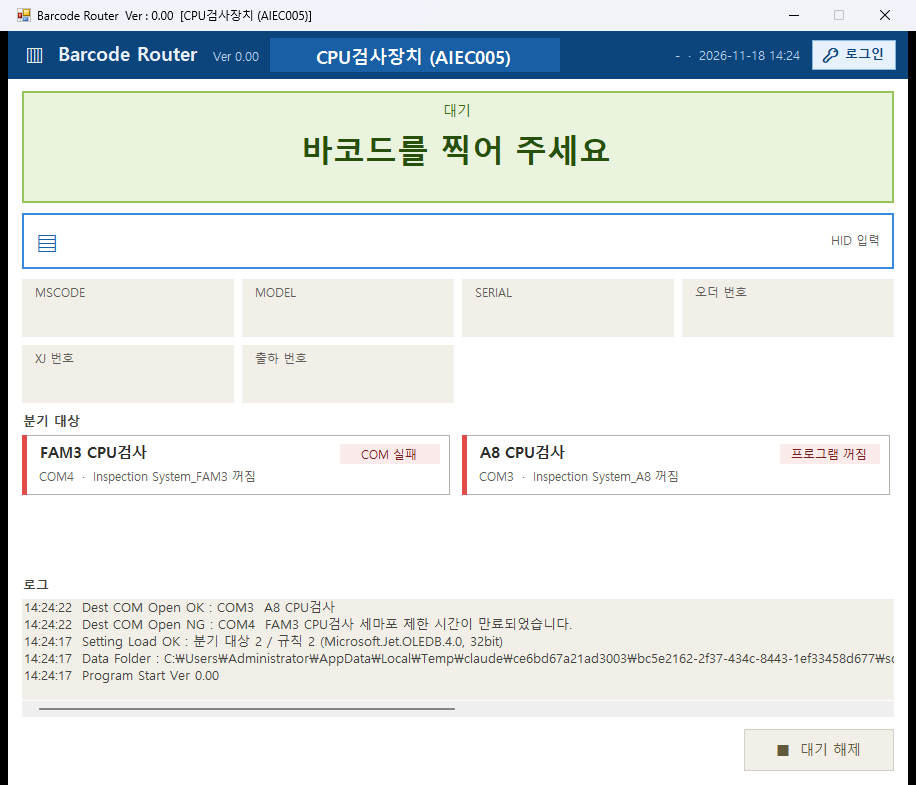 Barcode Router Ver : 0.00 [CPU검사장치 (AIEC005)]
Barcode Router Ver 0.00 CPU검사장치 (AIEC005) - · 2026-11-18 14:24 로그인
대기
바코드를 찍어 주세요
HID 입력
MSCODE MODEL SERIAL 오더 번호
XJ 번호 출하 번호
분기 대상
FAM3 CPU검사 COM 실패
COM4 · Inspection System_FAM3 꺼짐
A8 CPU검사 프로그램 꺼짐
COM3 · Inspection System_A8 꺼짐
로그
14:24:22 Dest COM Open OK : COM3 A8 CPU검사
14:24:22 Dest COM Open NG : COM4 FAM3 CPU검사 세마포 제한 시간이 만료되었습니다.
14:24:17 Setting Load OK : 분기 대상 2 / 규칙 2 (Microsoft.Jet.OLEDB.4.0, 32bit)
14:24:17 Data Folder : C:₩Users₩Administrator₩AppData₩Local₩Temp₩claude₩ce6bd67a21ad3003₩bc5e2162-2f37-434c-8443-1ef33458d677₩sc
14:24:17 Program Start Ver 0.00
대기 해제